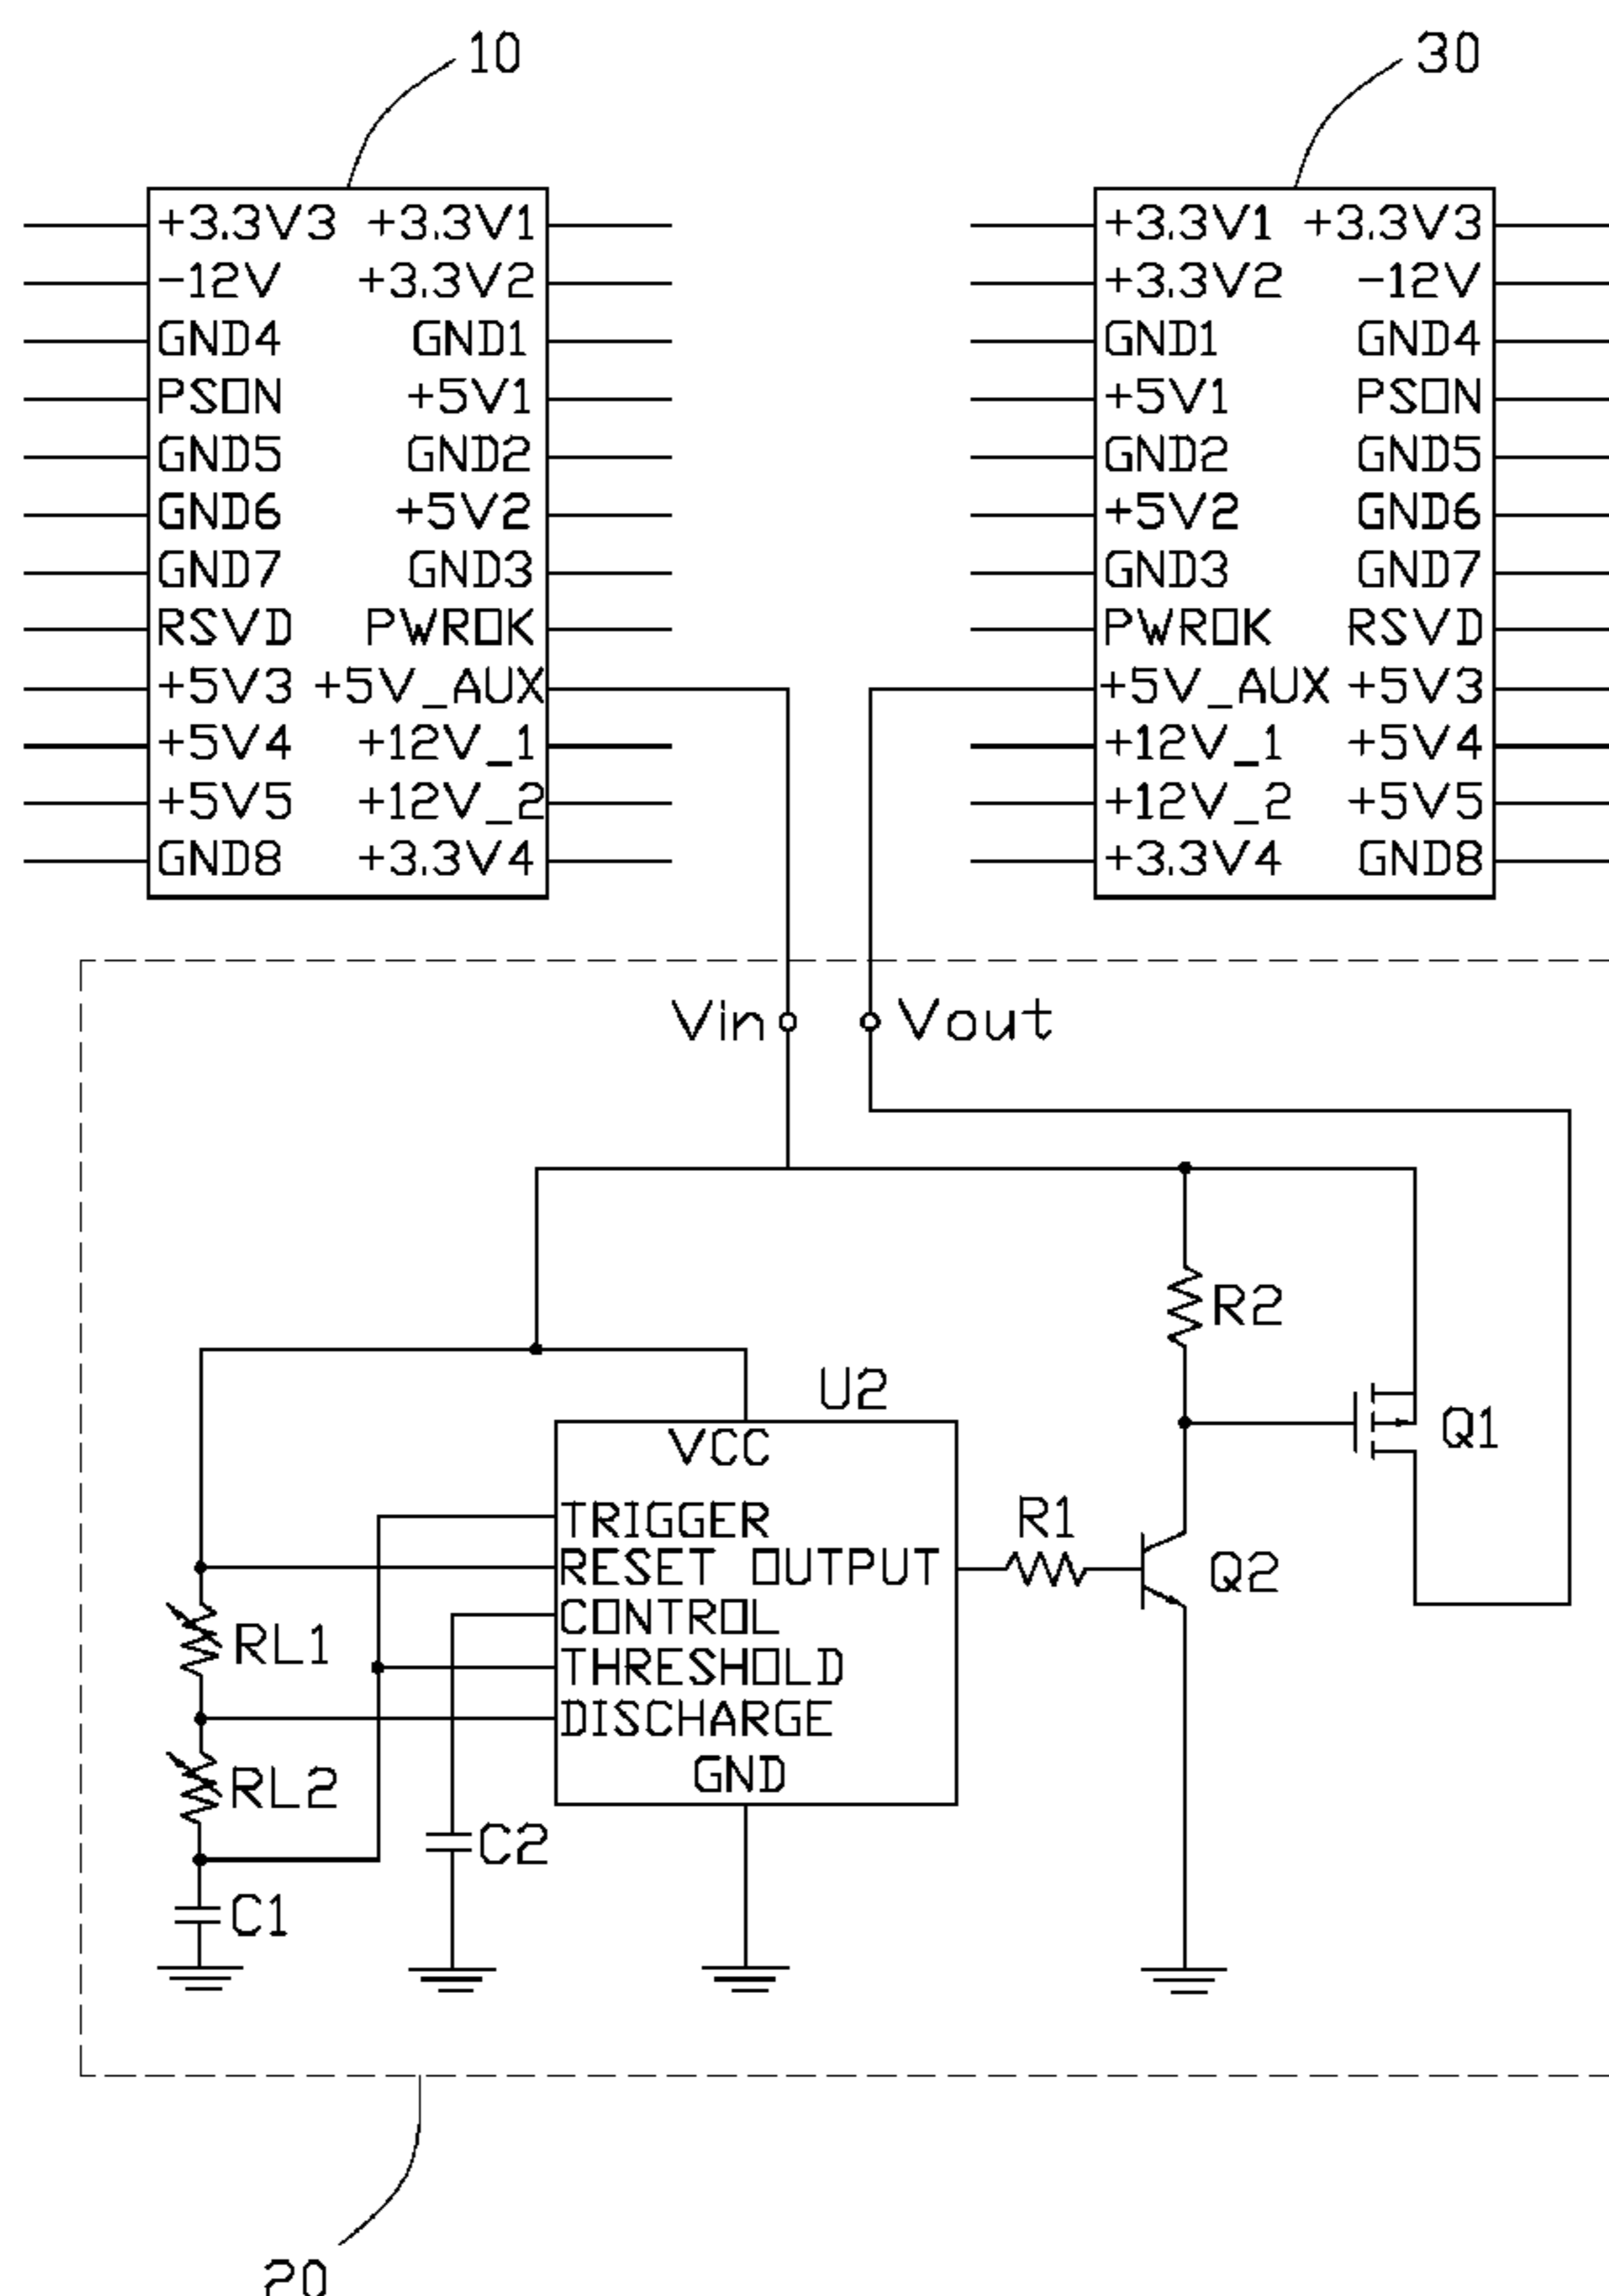 10
30
+3.3V3 +3.3V1
-12V +3.3V2
GND4 GND1
PSON +5V1
GND5 GND2
GND6 +5V2
GND7 GND3
RSVD PWROK
+5V3 +5V_AUX
+5V4 +12V_1
+5V5 +12V_2
GND8 +3.3V4
+3.3V1 +3.3V3
+3.3V2 -12V
GND1 GND4
+5V1 PSON
GND2 GND5
+5V2 GND6
GND3 GND7
PWROK RSVD
+5V_AUX +5V3
+12V_1 +5V4
+12V_2 +5V5
+3.3V4 GND8
Vin
Vout
R2
U2
Q1
VCC
TRIGGER
RESET OUTPUT
CONTROL
THRESHOLD
DISCHARGE
GND
R1
Q2
RL1
RL2
C2
C1
20